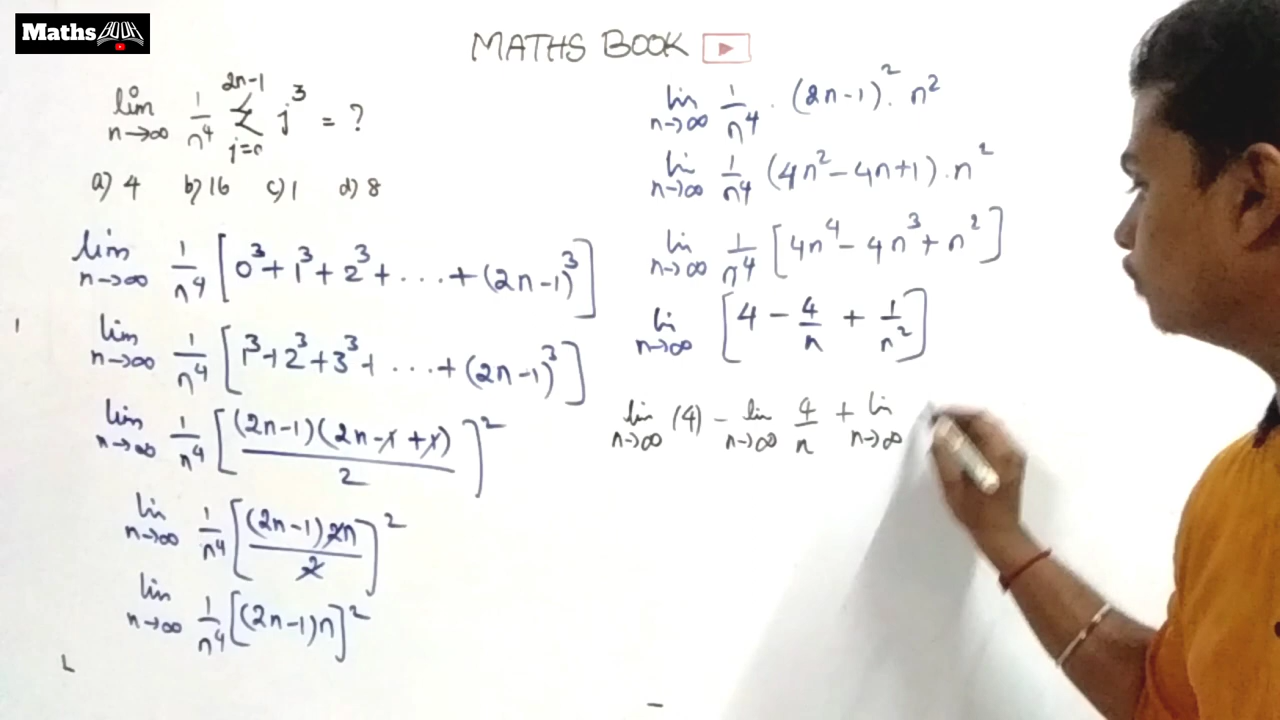 Maths BOOK
MATHS BOOK
lim n→∞ 1/n⁴ 2n-1 Σ j=0 j³ = ?
a) 4 b) 16 c) 1 d) 8
lim n→∞ 1/n⁴ [0³ + 1³ + 2³ + ... + (2n-1)³]
lim n→∞ 1/n⁴ [1³ + 2³ + 3³ + ... + (2n-1)³]
lim n→∞ 1/n⁴ [(2n-1)(2n-1+1)/2]²
lim n→∞ 1/n⁴ [(2n-1)2n/2]²
lim n→∞ 1/n⁴ [(2n-1)n]²
lim n→∞ 1/n⁴ · (2n-1)² · n²
lim n→∞ 1/n⁴ (4n² - 4n + 1) · n²
lim n→∞ 1/n⁴ [4n⁴ - 4n³ + n²]
lim n→∞ [4 - 4/n + 1/n²]
lim n→∞ (4) - lim n→∞ 4/n + lim n→∞